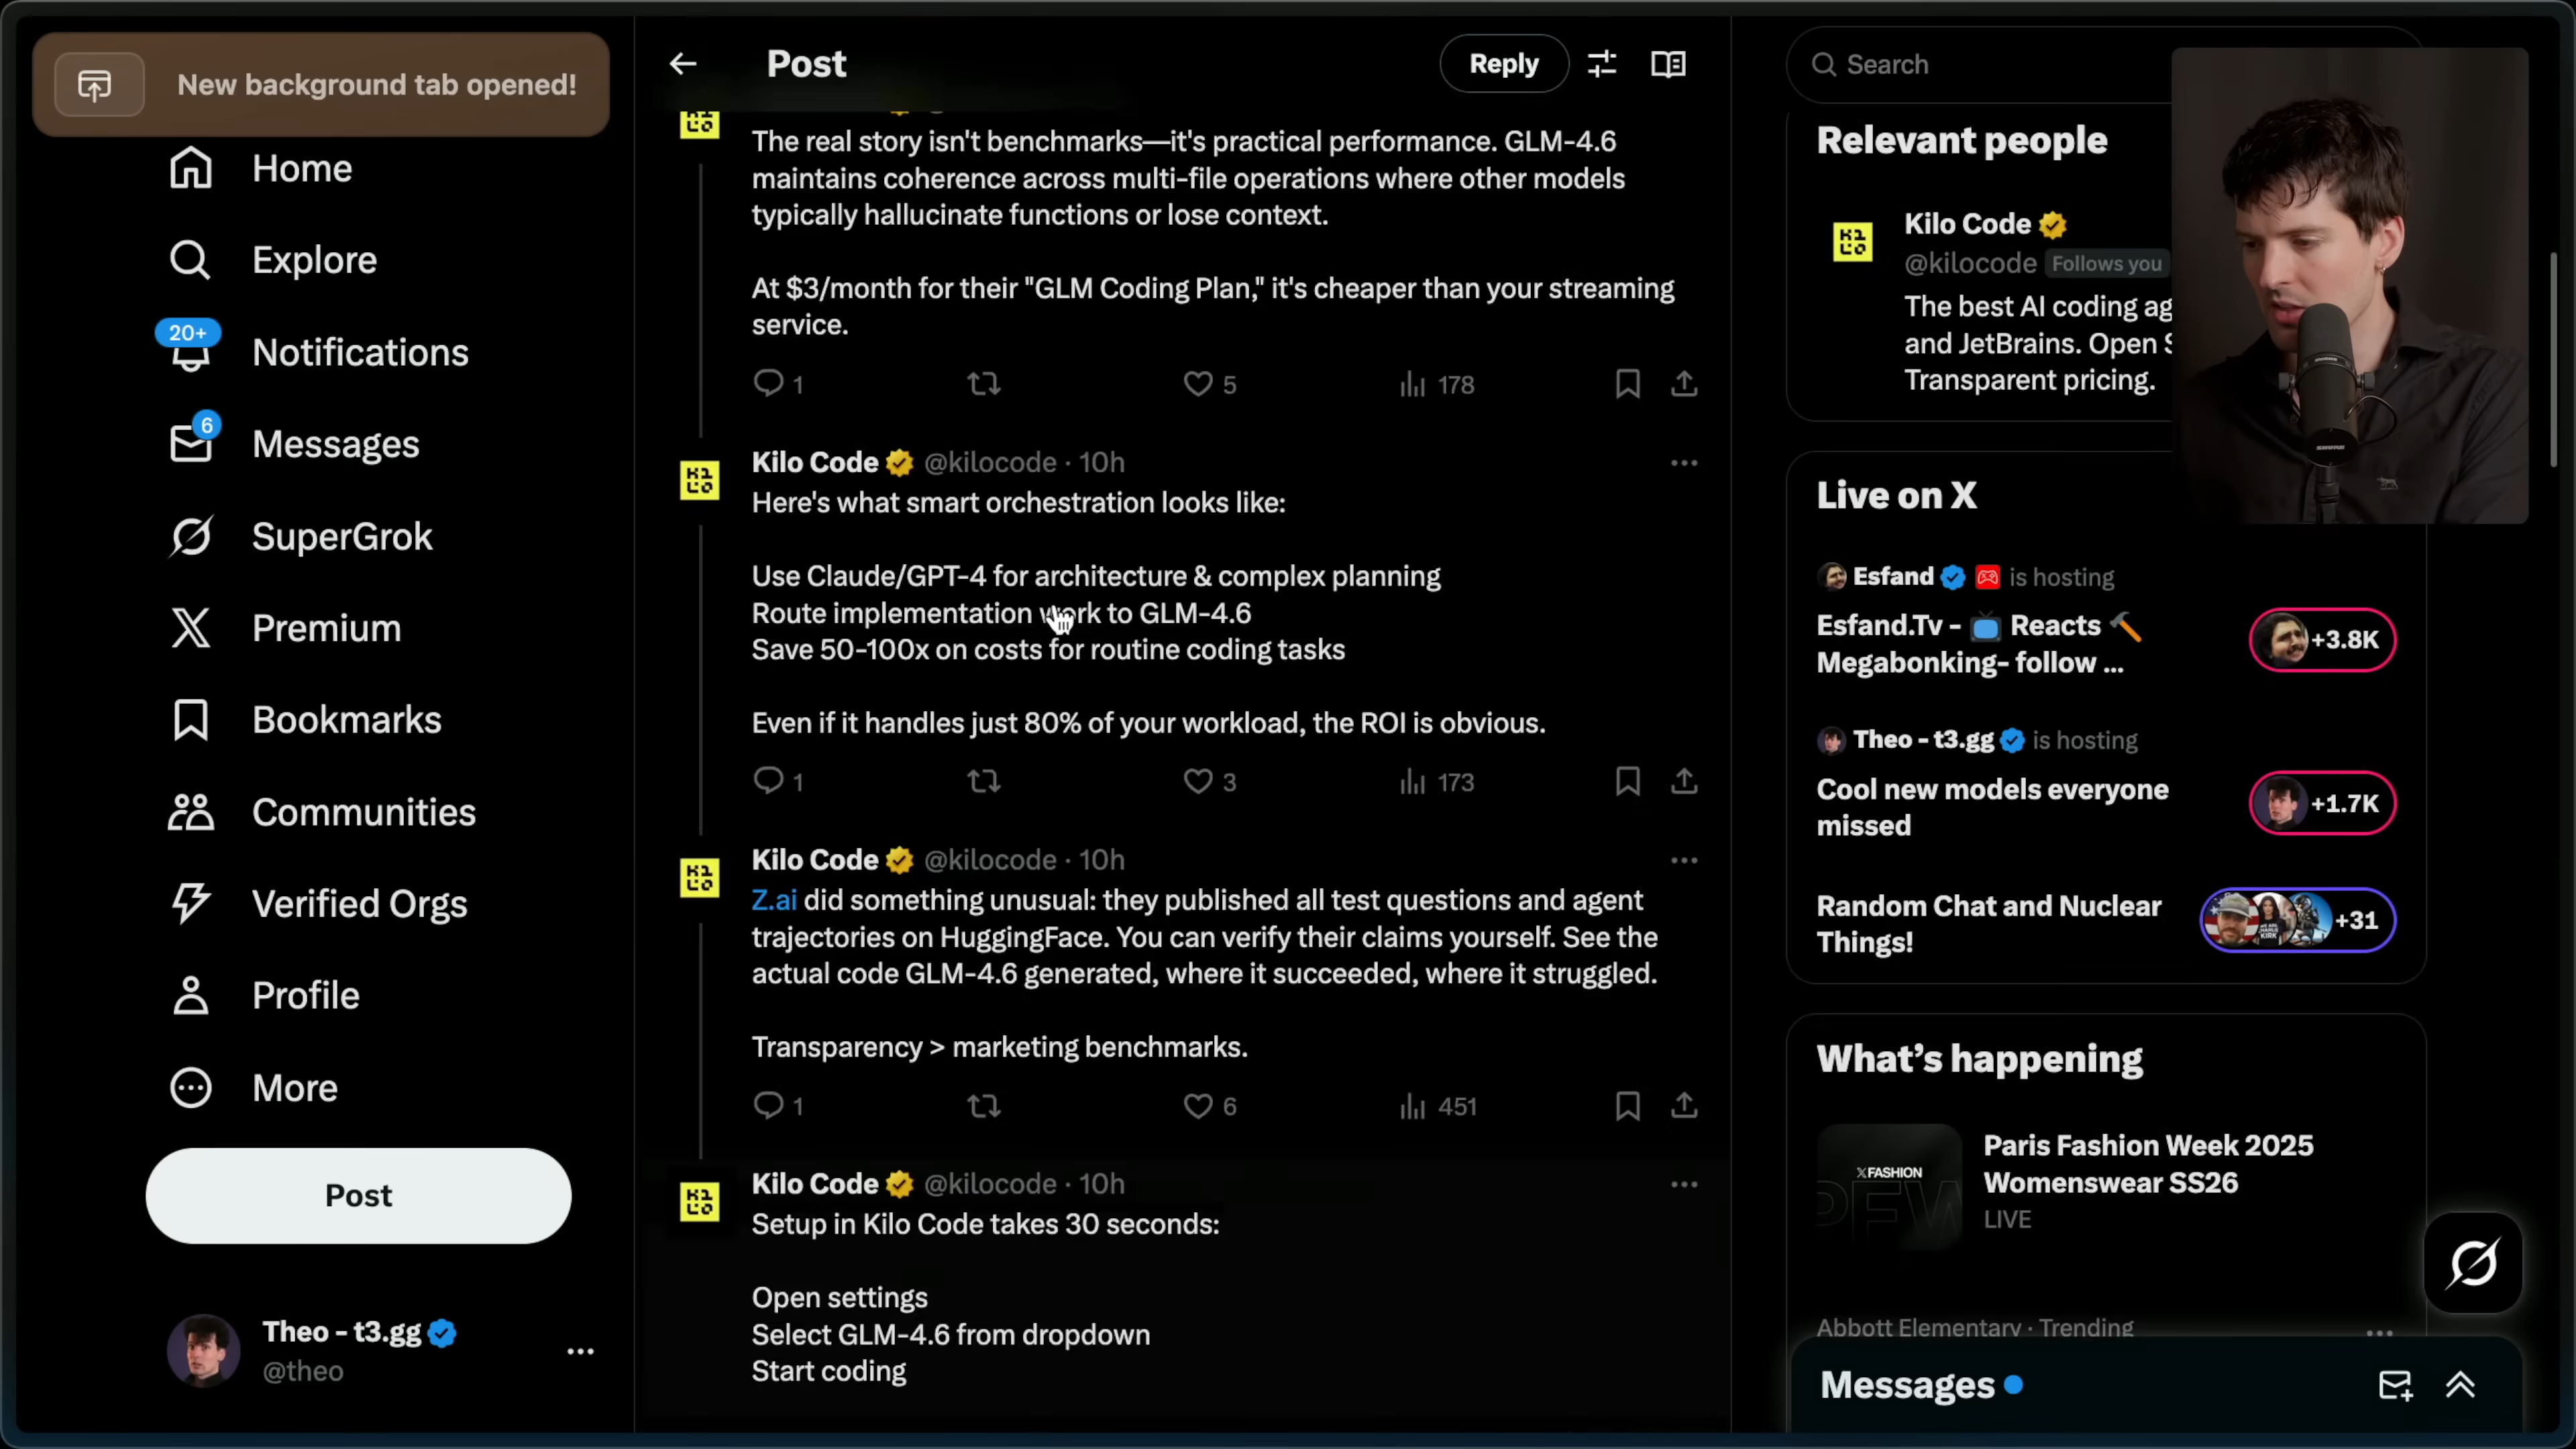 New background tab opened!
Home
Explore
20+
Notifications
6
Messages
SuperGrok
Premium
Bookmarks
Communities
Verified Orgs
Profile
More
Post
Theo - t3.gg
@theo
Post
Reply
The real story isn't benchmarks—it's practical performance. GLM-4.6
maintains coherence across multi-file operations where other models
typically hallucinate functions or lose context.
At $3/month for their "GLM Coding Plan," it's cheaper than your streaming
service.
1 5 178
Kilo Code @kilocode · 10h
Here's what smart orchestration looks like:
Use Claude/GPT-4 for architecture & complex planning
Route implementation work to GLM-4.6
Save 50-100x on costs for routine coding tasks
Even if it handles just 80% of your workload, the ROI is obvious.
1 3 173
Kilo Code @kilocode · 10h
Z.ai did something unusual: they published all test questions and agent
trajectories on HuggingFace. You can verify their claims yourself. See the
actual code GLM-4.6 generated, where it succeeded, where it struggled.
Transparency > marketing benchmarks.
1 6 451
Kilo Code @kilocode · 10h
Setup in Kilo Code takes 30 seconds:
Open settings
Select GLM-4.6 from dropdown
Start coding
Search
Relevant people
Kilo Code
@kilocode Follows you
The best AI coding
and JetBrains. Open
Transparent pricing.
SHURE
Live on X
Esfand is hosting
Esfand.Tv - Reacts
Megabonking- follow ...
+3.8K
Theo - t3.gg is hosting
Cool new models everyone
missed
+1.7K
Random Chat and Nuclear
Things!
+31
What's happening
XFASHION
PFW
Paris Fashion Week 2025
Womenswear SS26
LIVE
Abbott Elementary · Trending
Messages